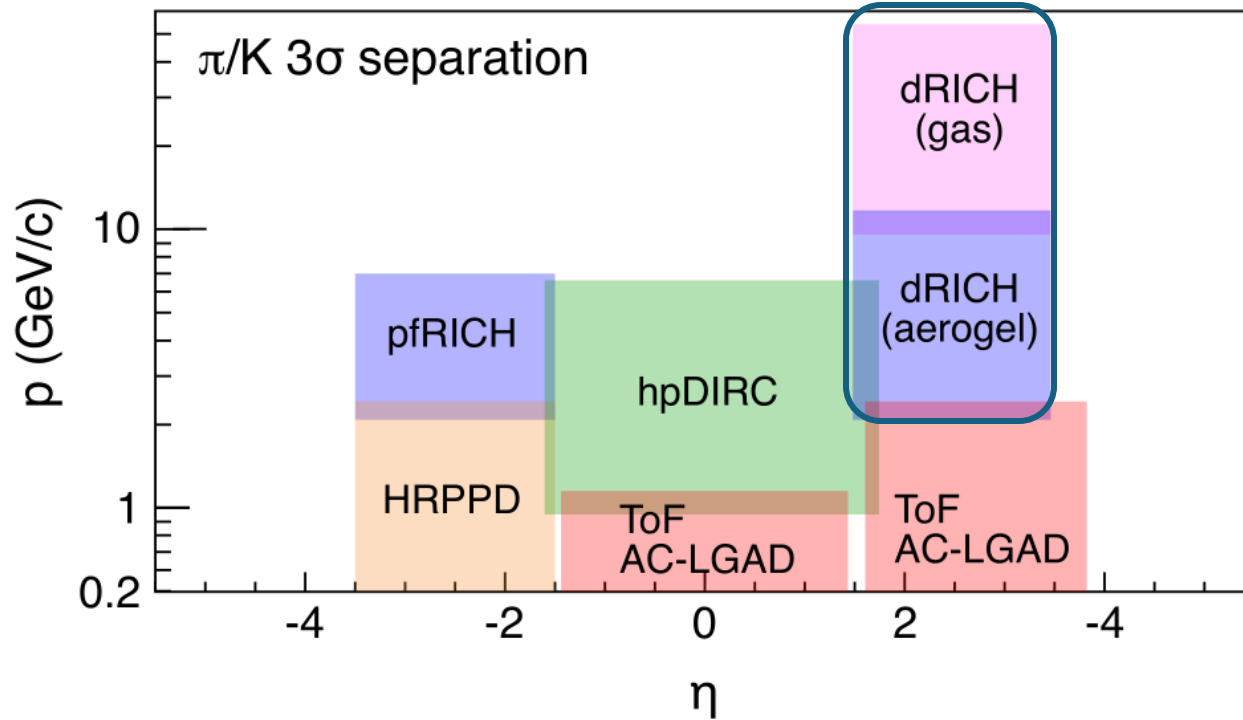 π/K 3σ separation
dRICH
(gas)
10
p (GeV/c)
pfRICH
dRICH
(aerogel)
hpDIRC
HRPPD
1
ToF
AC-LGAD
ToF
AC-LGAD
0.2
-4 -2 0 2 -4
η